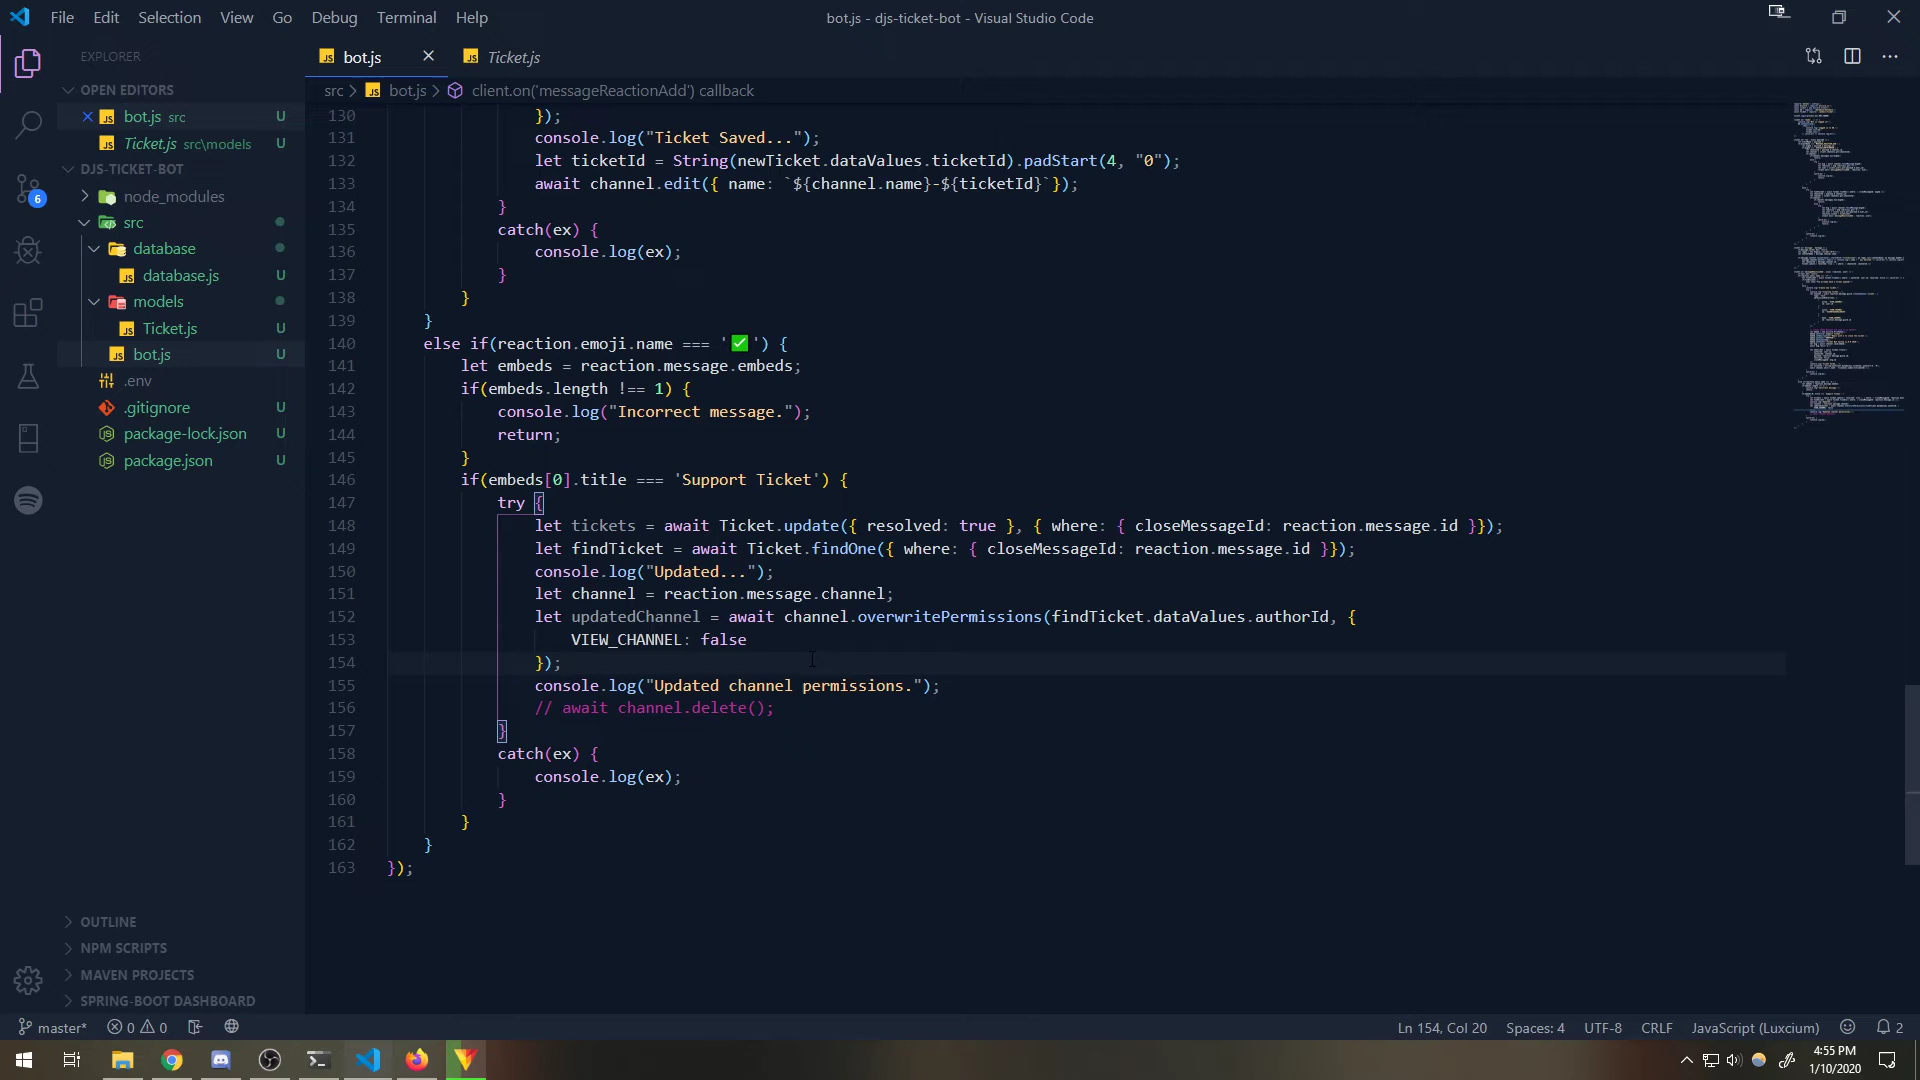 File Edit Selection View Go Debug Terminal Help
bot.js - djs-ticket-bot - Visual Studio Code
EXPLORER
OPEN EDITORS
bot.js src U
Ticket.js src\models U
DJS-TICKET-BOT
node_modules
src
database
database.js U
models
Ticket.js U
bot.js U
.env
.gitignore U
package-lock.json U
package.json U
OUTLINE
NPM SCRIPTS
MAVEN PROJECTS
SPRING-BOOT DASHBOARD
6
JS bot.js
JS Ticket.js
src > JS bot.js > client.on('messageReactionAdd') callback
130 });
131 console.log("Ticket Saved...");
132 let ticketId = String(newTicket.dataValues.ticketId).padStart(4, "0");
133 await channel.edit({ name: `${channel.name}-${ticketId}`});
134 }
135 catch(ex) {
136 console.log(ex);
137 }
138 }
139 }
140 else if(reaction.emoji.name === '✅') {
141 let embeds = reaction.message.embeds;
142 if(embeds.length !== 1) {
143 console.log("Incorrect message.");
144 return;
145 }
146 if(embeds[0].title === 'Support Ticket') {
147 try {
148 let tickets = await Ticket.update({ resolved: true }, { where: { closeMessageId: reaction.message.id }});
149 let findTicket = await Ticket.findOne({ where: { closeMessageId: reaction.message.id }});
150 console.log("Updated...");
151 let channel = reaction.message.channel;
152 let updatedChannel = await channel.overwritePermissions(findTicket.dataValues.authorId, {
153 VIEW_CHANNEL: false
154 });
155 console.log("Updated channel permissions.");
156 // await channel.delete();
157 }
158 catch(ex) {
159 console.log(ex);
160 }
161 }
162 }
163 });
master* 0 0
Ln 154, Col 20 Spaces: 4 UTF-8 CRLF JavaScript (Luxcium) 2
4:55 PM
1/10/2020